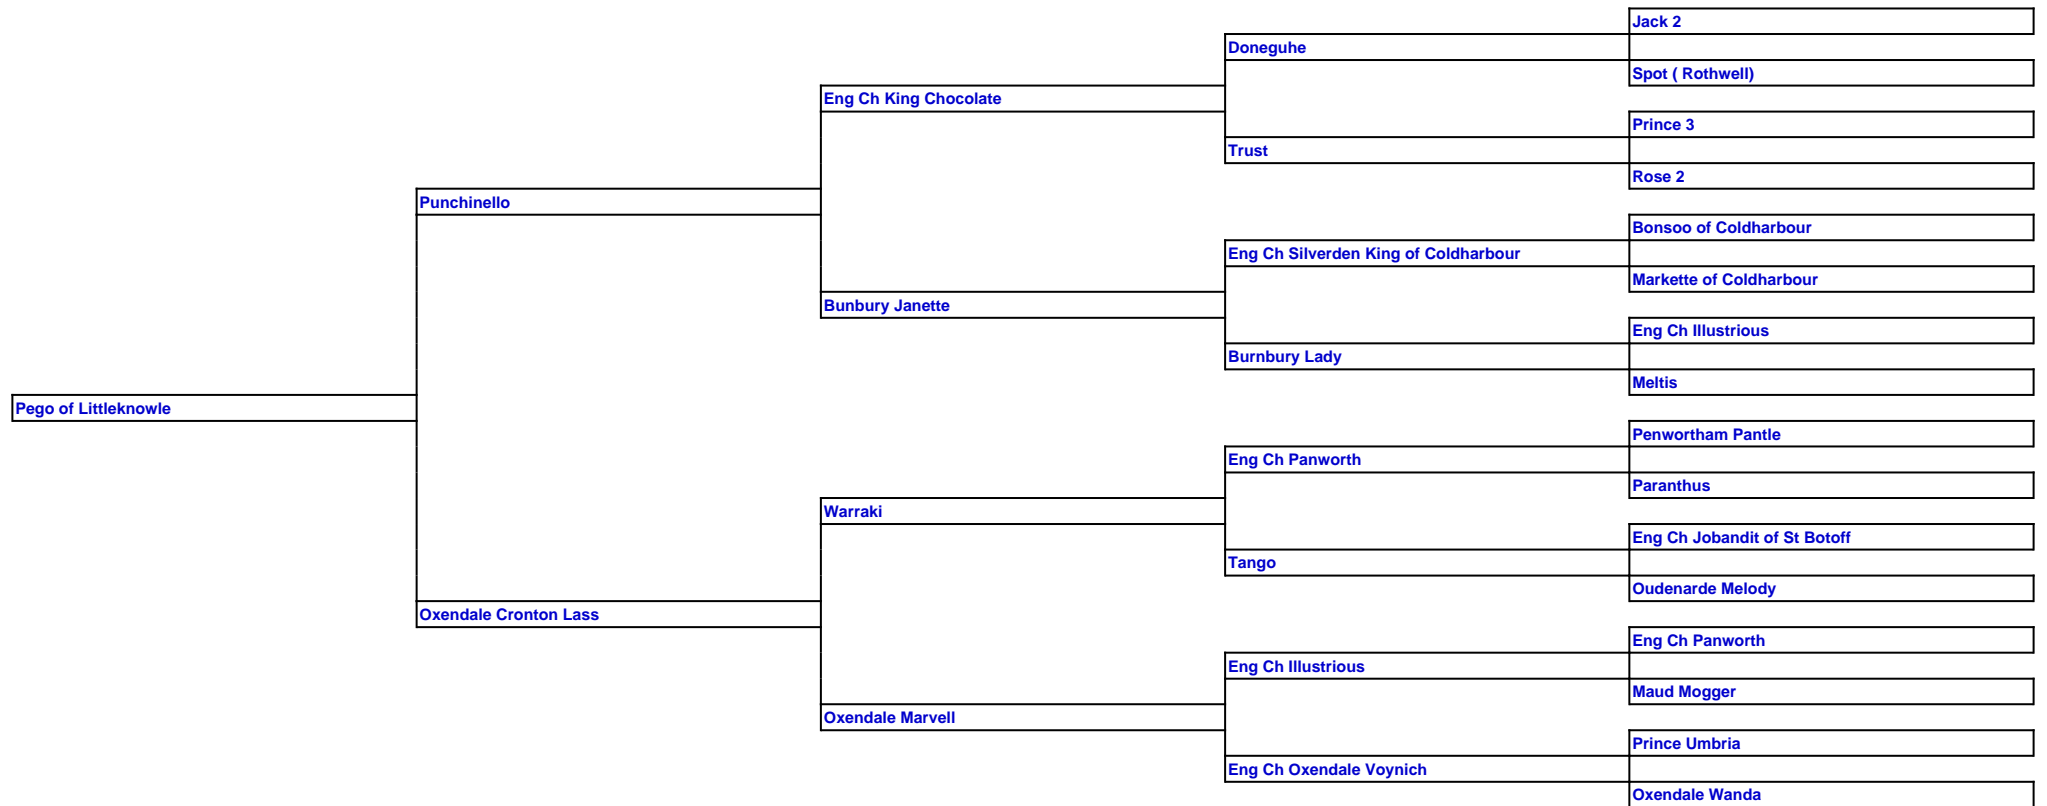 Jack 2
Doneguhe
Spot ( Rothwell)
Eng Ch King Chocolate
Prince 3
Trust
Rose 2
Punchinello
Bonsoo of Coldharbour
Eng Ch Silverden King of Coldharbour
Markette of Coldharbour
Bunbury Janette
Eng Ch Illustrious
Burnbury Lady
Meltis
Pego of Littleknowle
Penwortham Pantle
Eng Ch Panworth
Paranthus
Warraki
Eng Ch Jobandit of St Botoff
Tango
Oudenarde Melody
Oxendale Cronton Lass
Eng Ch Panworth
Eng Ch Illustrious
Maud Mogger
Oxendale Marvell
Prince Umbria
Eng Ch Oxendale Voynich
Oxendale Wanda